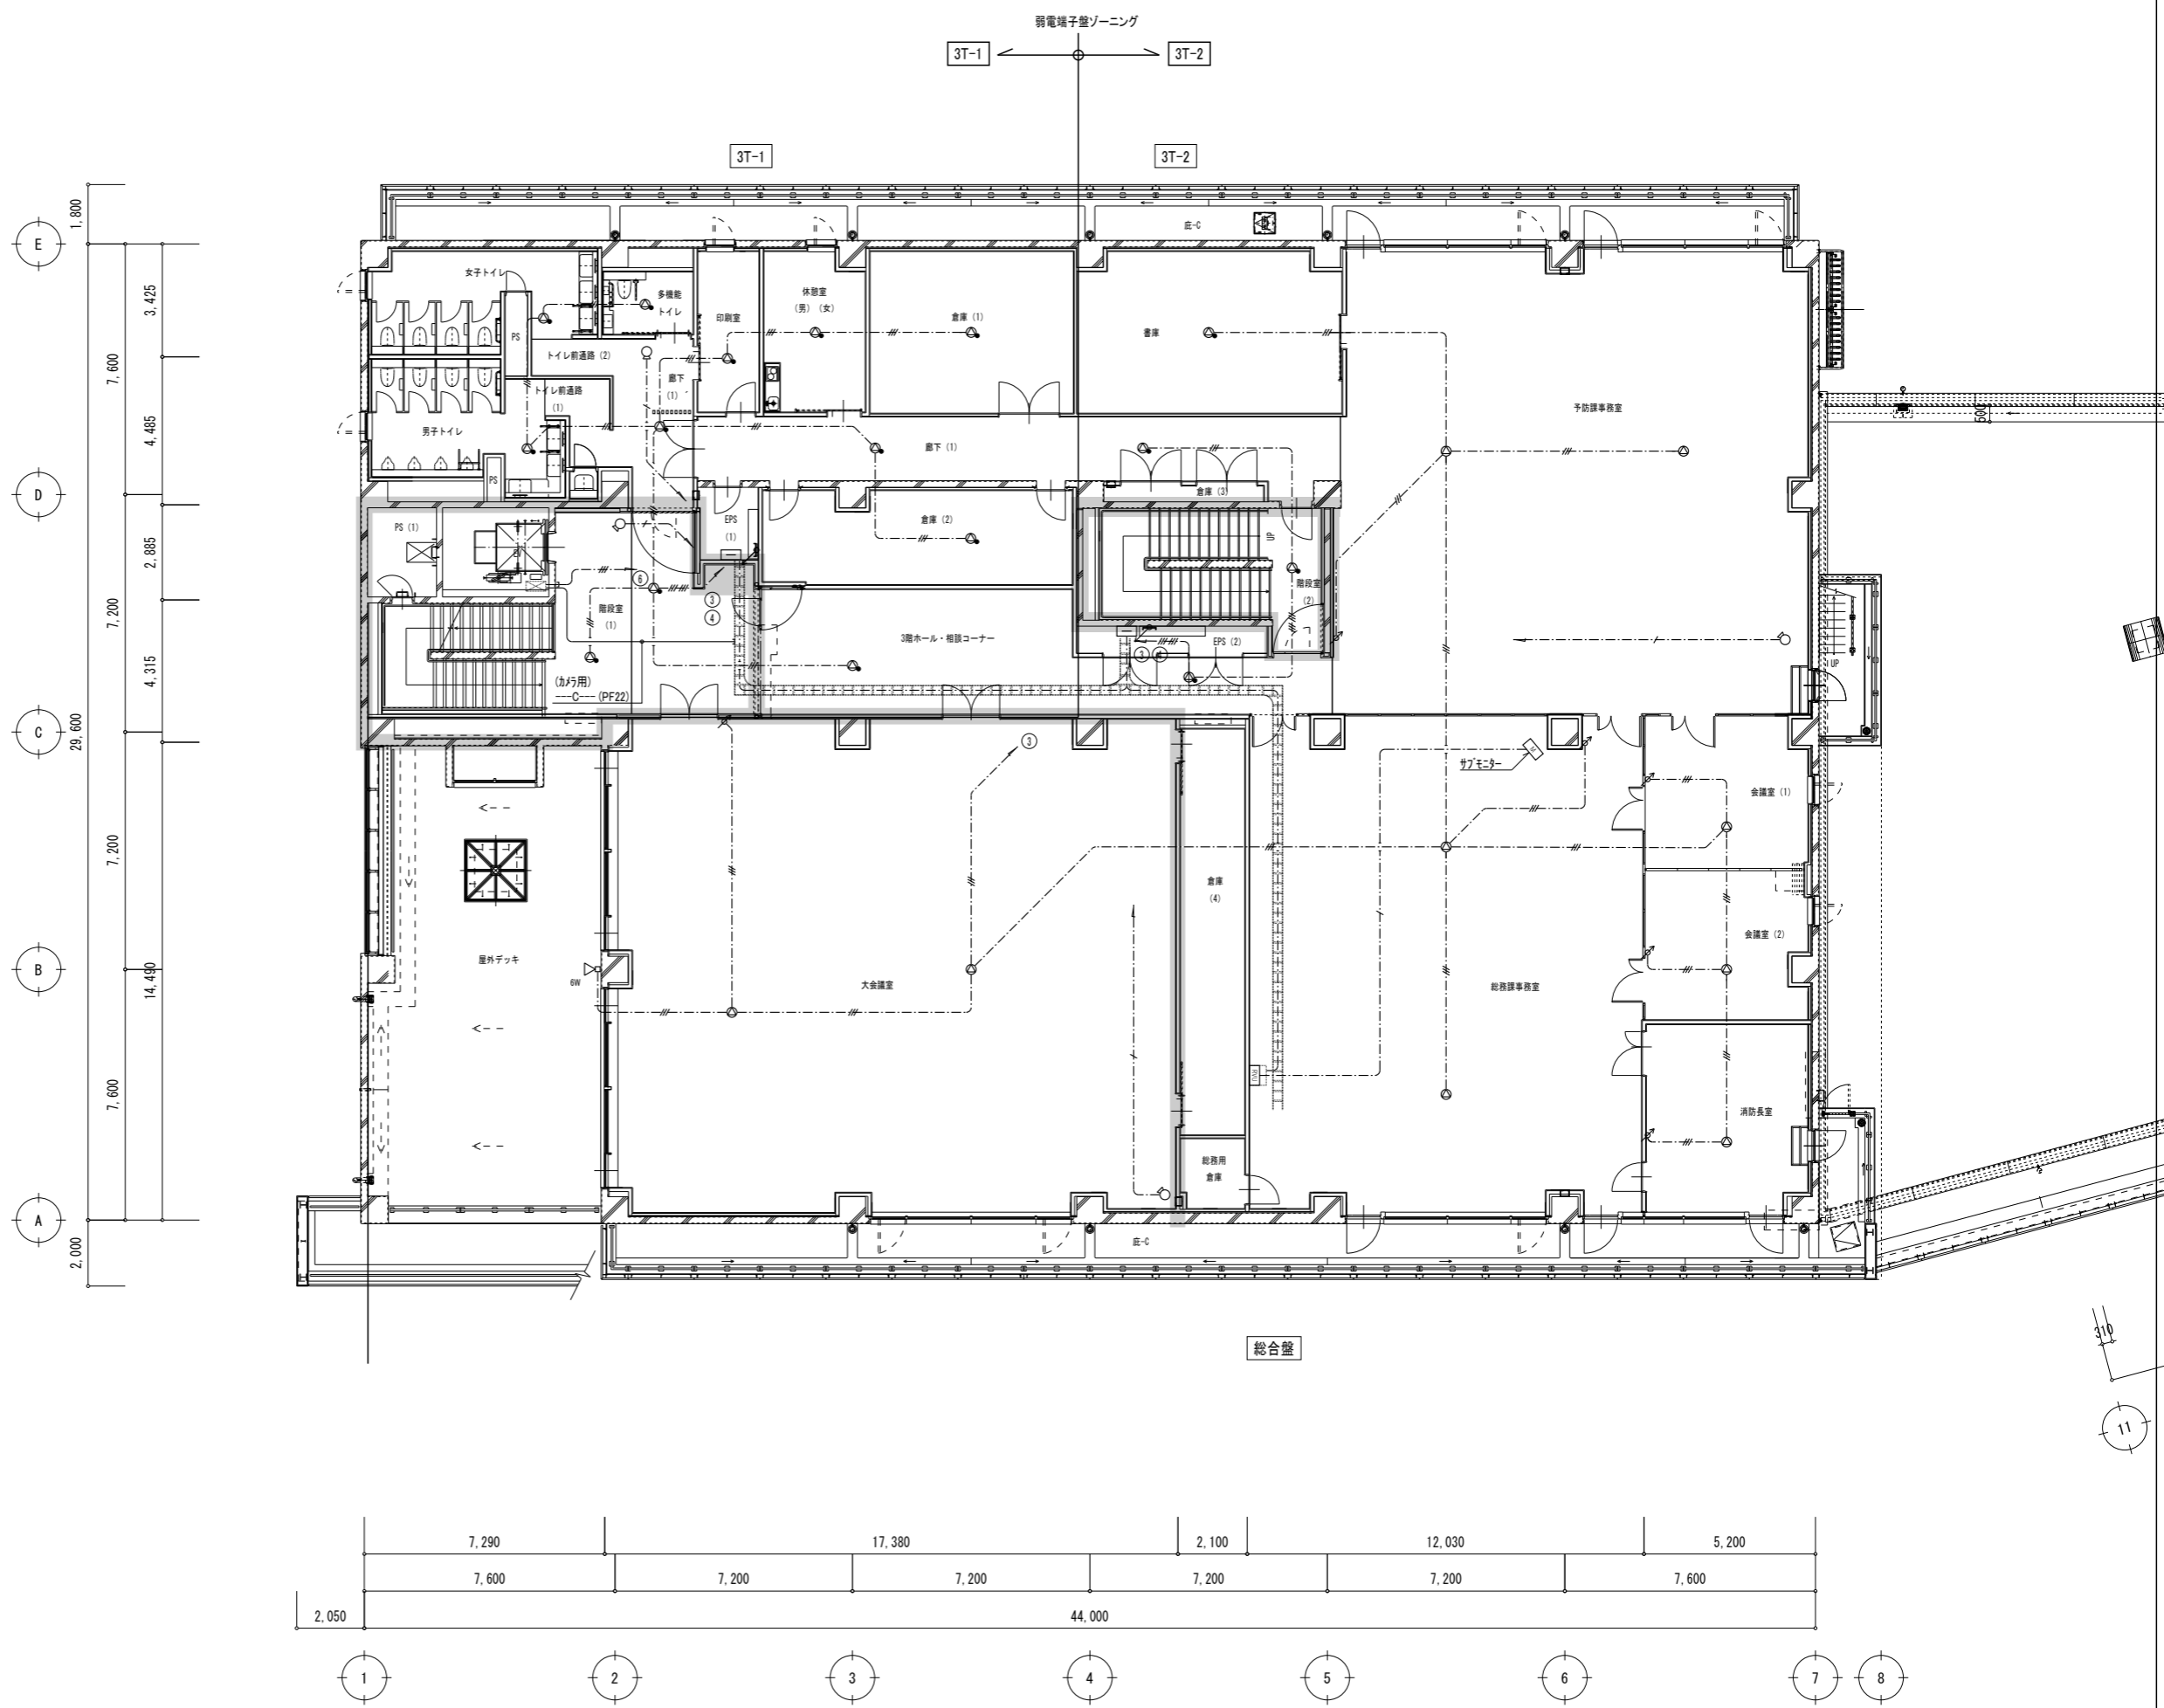 弱電端子盤ゾーニング
3T-1
3T-2
3T-1
3T-2
庇-C
E
D
C
B
A
1,800
7,600
7,200
7,200
7,600
29,600
2,000
3,425
4,485
2,885
4,315
14,490
女子トイレ
PS
多機能
トイレ
印刷室
休憩室
(男)(女)
倉庫(1)
書庫
トイレ前通路(2)
トイレ前通路
(1)
廊下
(1)
予防課事務室
男子トイレ
PS
廊下(1)
倉庫(3)
PS(1)
EV
EPS
(1)
倉庫(2)
UP
階段室
(2)
⑥
③
④
階段室
(1)
3階ホール・相談コーナー
③
EPS(2)
(カメラ用)
---C---(PF22)
UP
600
③
サブモニター
M
会議室(1)
倉庫
(4)
会議室(2)
屋外デッキ
6W
大会議室
総務課事務室
RVU
消防長室
総務用
倉庫
庇-C
総合盤
310
11
7,290
17,380
2,100
12,030
5,200
7,600
7,200
7,200
7,200
7,200
7,600
2,050
44,000
1
2
3
4
5
6
7
8